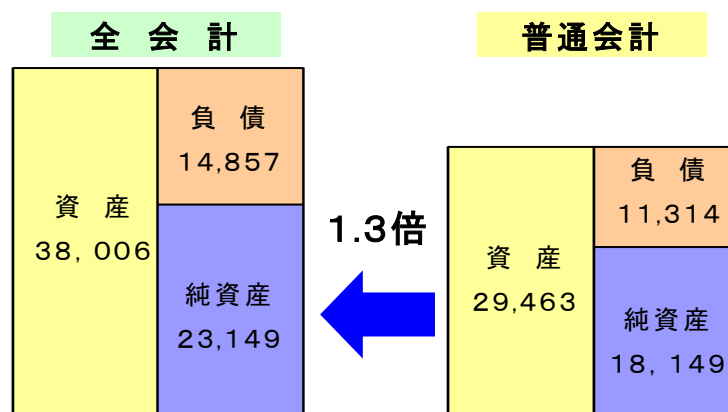 全 会 計
負 債
14,857
資 産
38, 006
純資産
23,149
1.3倍
普通会計
負 債
11,314
資 産
29,463
純資産
18, 149